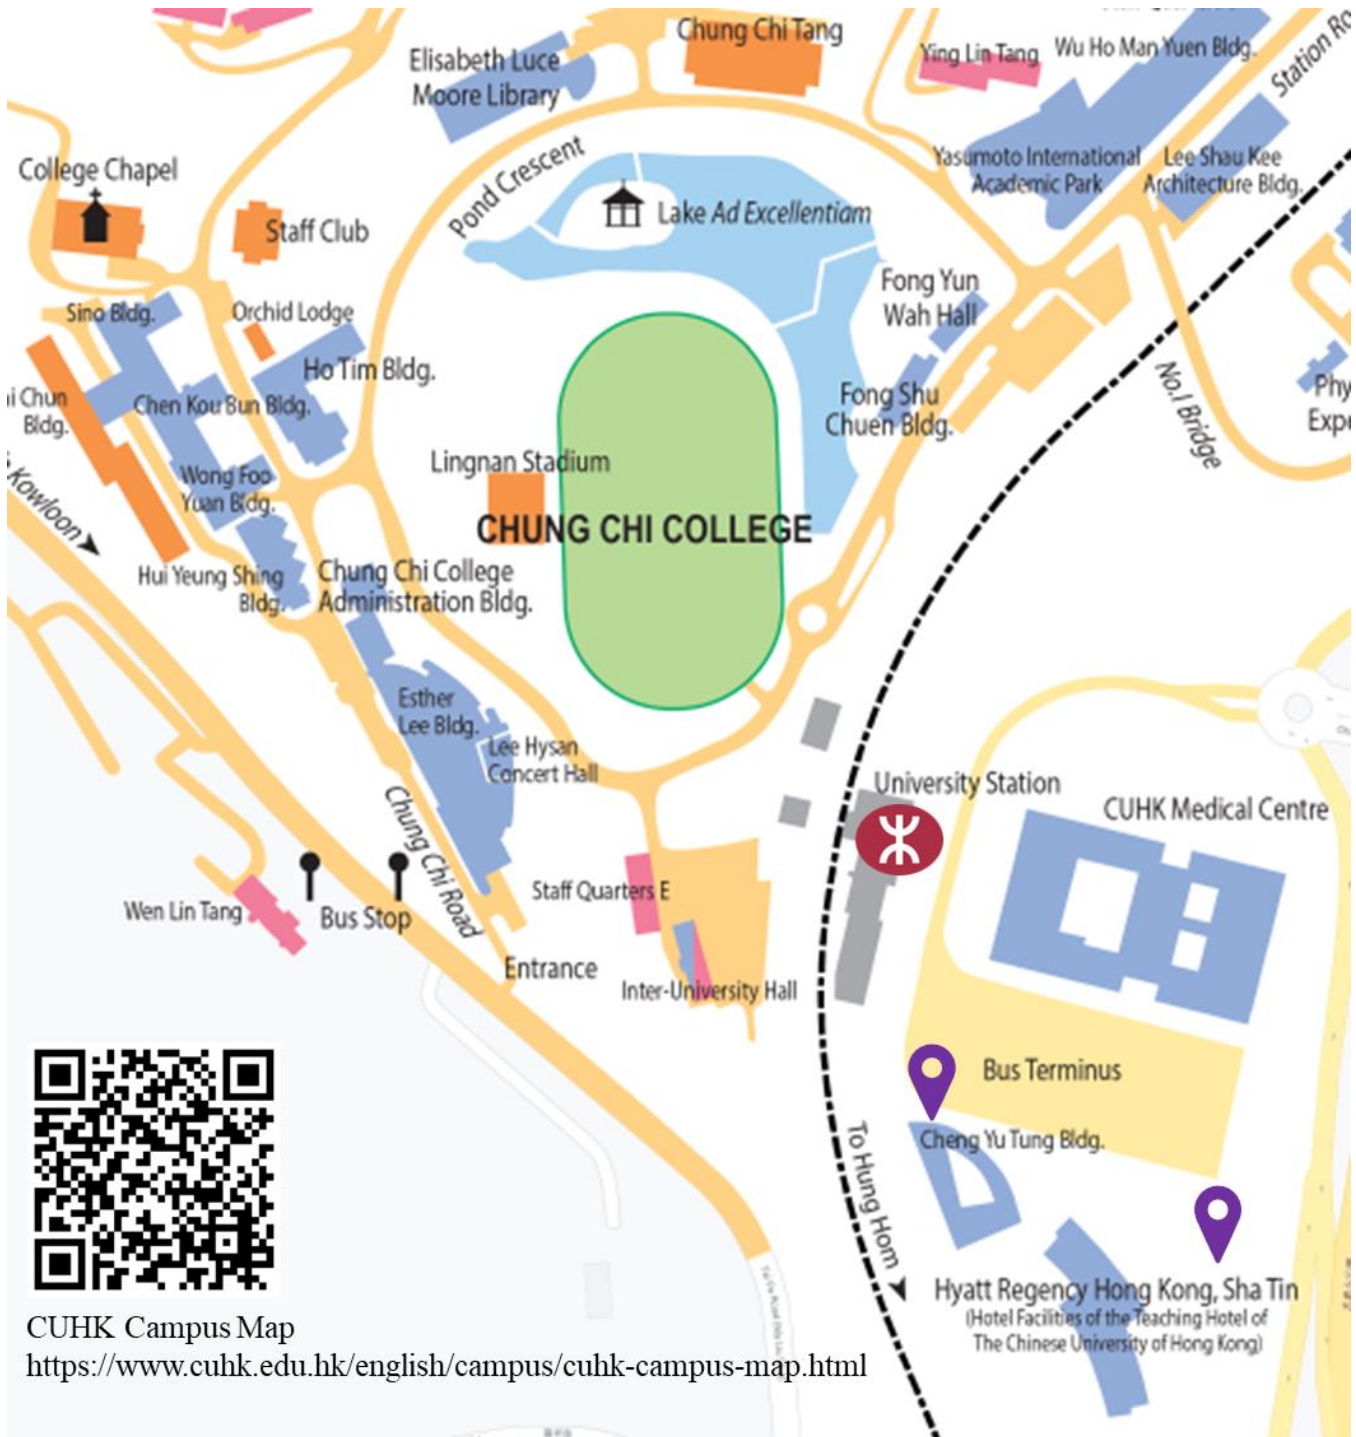 Chung Chi Tang
Elisabeth Luce
Moore Library
Ying Lin Tang
Wu Ho Man Yuen Bldg.
Station
Pond Crescent
Yasumoto International
Academic Park
Lee Shau Kee
Architecture Bldg.
College Chapel
Staff Club
Lake Ad Excellentiam
Fong Yun
Wah Hall
Sino Bldg.
Orchid Lodge
Ho Tim Bldg.
Chen Kou Bun Bldg.
Chun
Bldg.
Fong Shu
Chuen Bldg.
No.1 Bridge
Phy
Expe
Lingnan Stadium
Wong Foo
Yuan Bldg.
Kowloon
CHUNG CHI COLLEGE
Hui Yeung Shing
Bldg.
Chung Chi College
Administration Bldg.
Esther
Lee Bldg.
Lee Hysan
Concert Hall
University Station
CUHK Medical Centre
Chung Chi Road
Staff Quarters E
Wen Lin Tang
Bus Stop
Entrance
Inter-University Hall
Bus Terminus
Cheng Yu Tung Bldg.
To Hung Hom
Hyatt Regency Hong Kong, Sha Tin
(Hotel Facilities of the Teaching Hotel of
The Chinese University of Hong Kong)
CUHK Campus Map
https://www.cuhk.edu.hk/english/campus/cuhk-campus-map.html